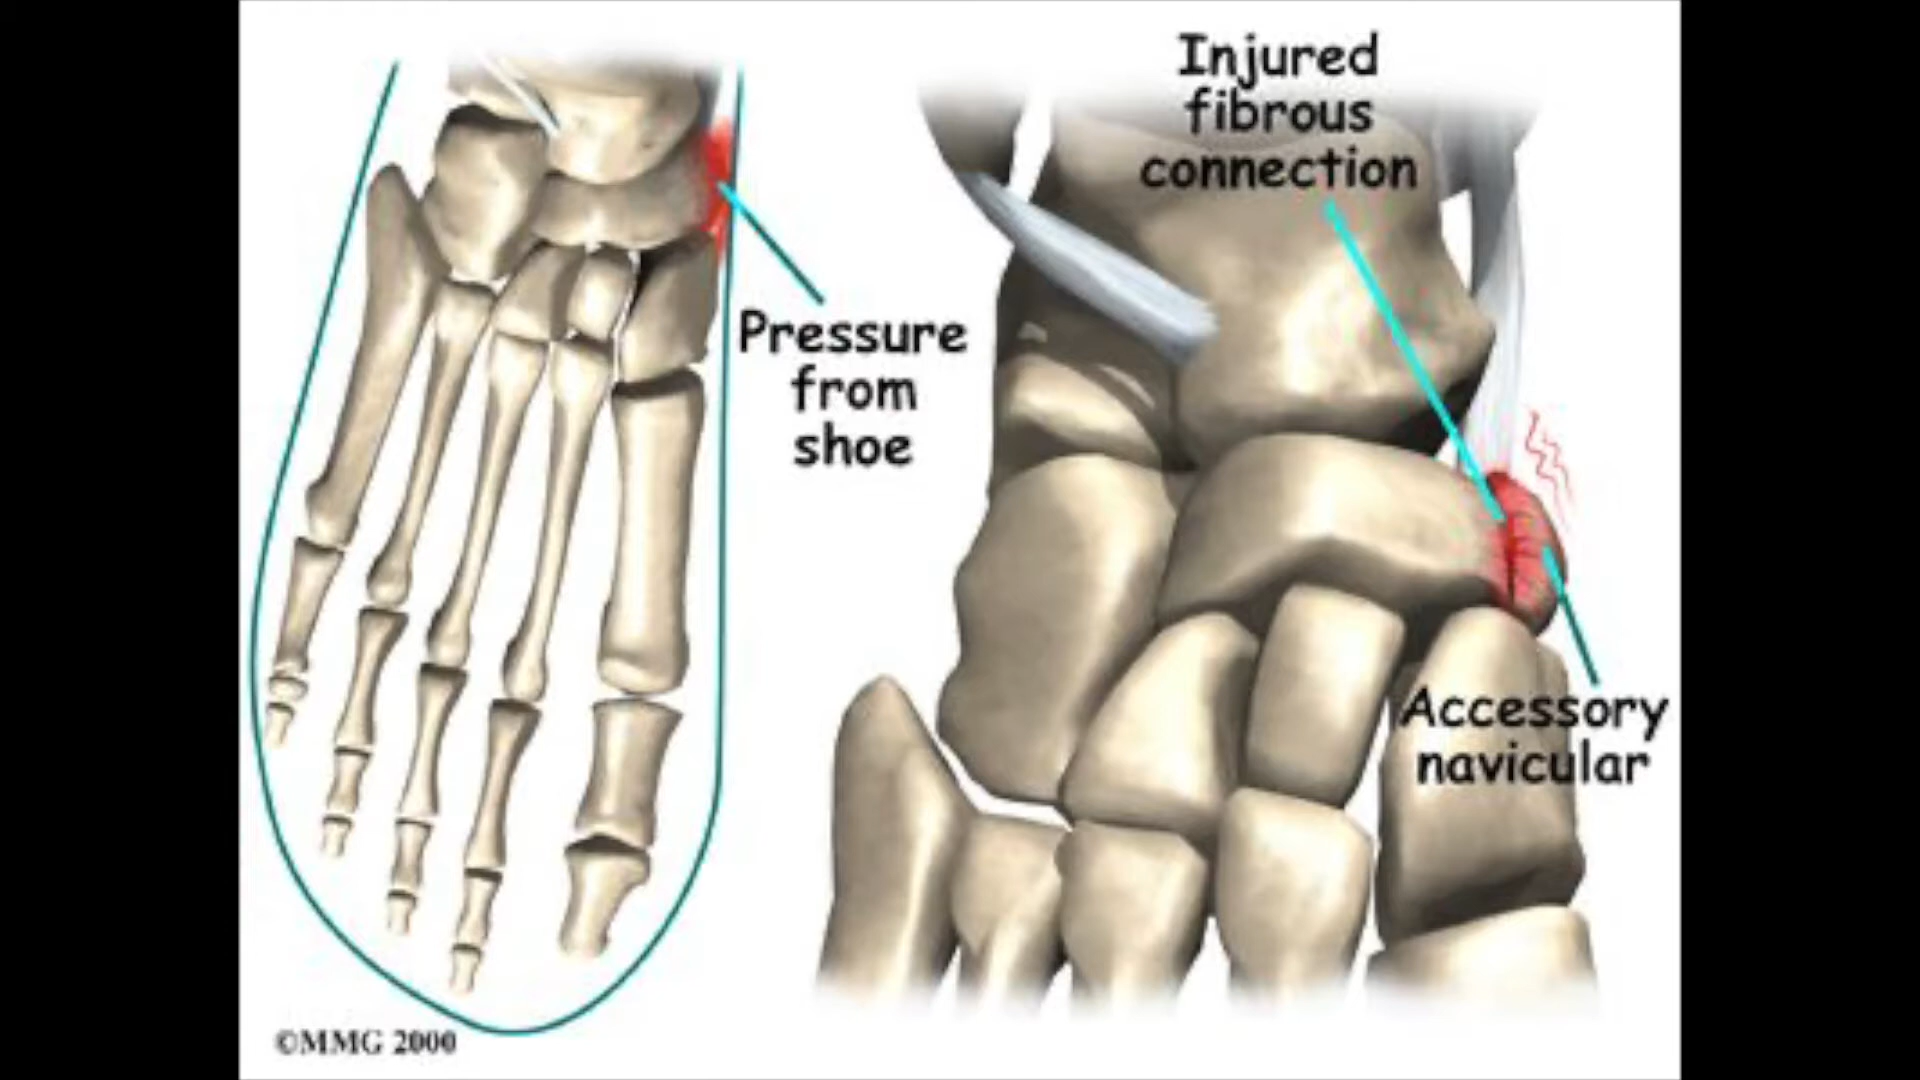 Injured
fibrous
connection
Pressure
from
shoe
Accessory
navicular
©MMG 2000